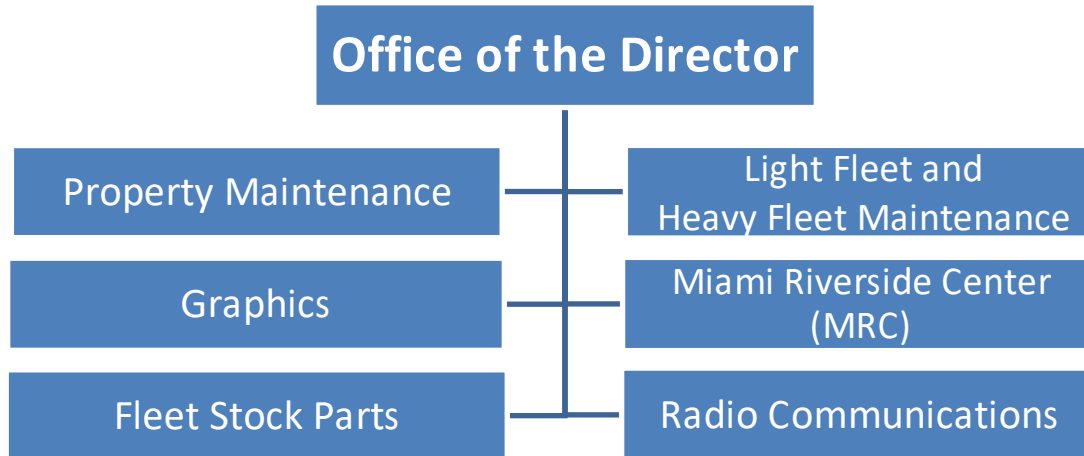 Office of the Director
Property Maintenance
Light Fleet and
Heavy Fleet Maintenance
Graphics
Miami Riverside Center
(MRC)
Fleet Stock Parts
Radio Communications